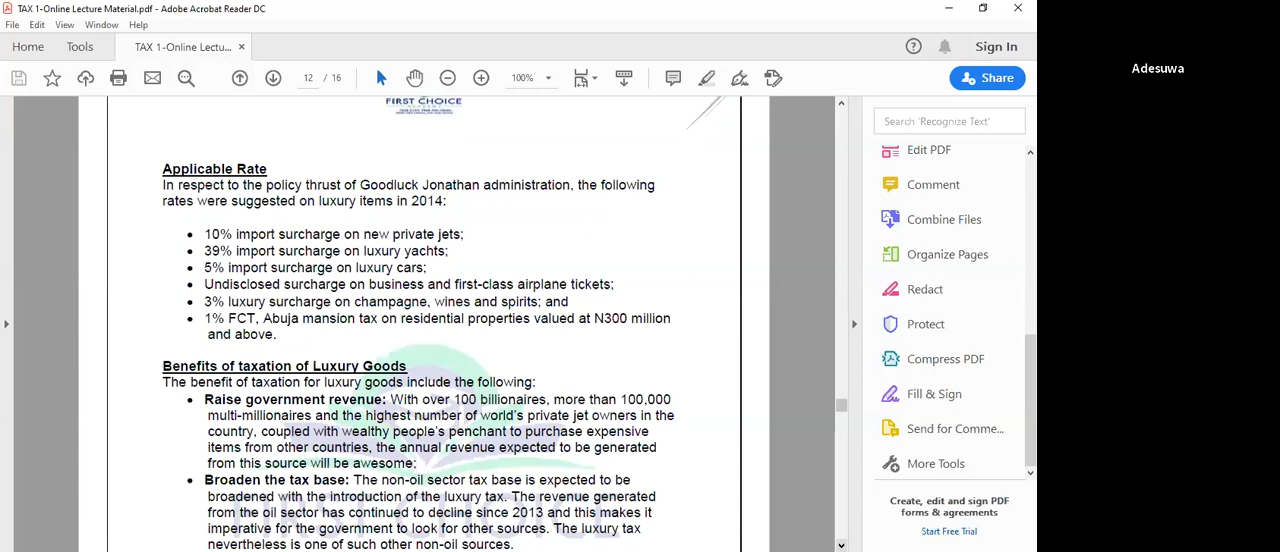 TAX 1-Online Lecture Material.pdf - Adobe Acrobat Reader DC
File Edit View Window Help
Home Tools TAX 1-Online Lectu... ×
Sign In
12 / 16
100%
Share
Adesuwa
FIRST CHOICE
Search 'Recognize Text'
Edit PDF
Comment
Combine Files
Organize Pages
Redact
Protect
Compress PDF
Fill & Sign
Send for Comme...
More Tools
Create, edit and sign PDF
forms & agreements
Start Free Trial
Applicable Rate
In respect to the policy thrust of Goodluck Jonathan administration, the following
rates were suggested on luxury items in 2014:
• 10% import surcharge on new private jets;
• 39% import surcharge on luxury yachts;
• 5% import surcharge on luxury cars;
• Undisclosed surcharge on business and first-class airplane tickets;
• 3% luxury surcharge on champagne, wines and spirits; and
• 1% FCT, Abuja mansion tax on residential properties valued at N300 million
and above.
Benefits of taxation of Luxury Goods
The benefit of taxation for luxury goods include the following:
• Raise government revenue: With over 100 billionaires, more than 100,000
multi-millionaires and the highest number of world's private jet owners in the
country, coupled with wealthy people's penchant to purchase expensive
items from other countries, the annual revenue expected to be generated
from this source will be awesome;
• Broaden the tax base: The non-oil sector tax base is expected to be
broadened with the introduction of the luxury tax. The revenue generated
from the oil sector has continued to decline since 2013 and this makes it
imperative for the government to look for other sources. The luxury tax
nevertheless is one of such other non-oil sources.
FIRST CHOICE